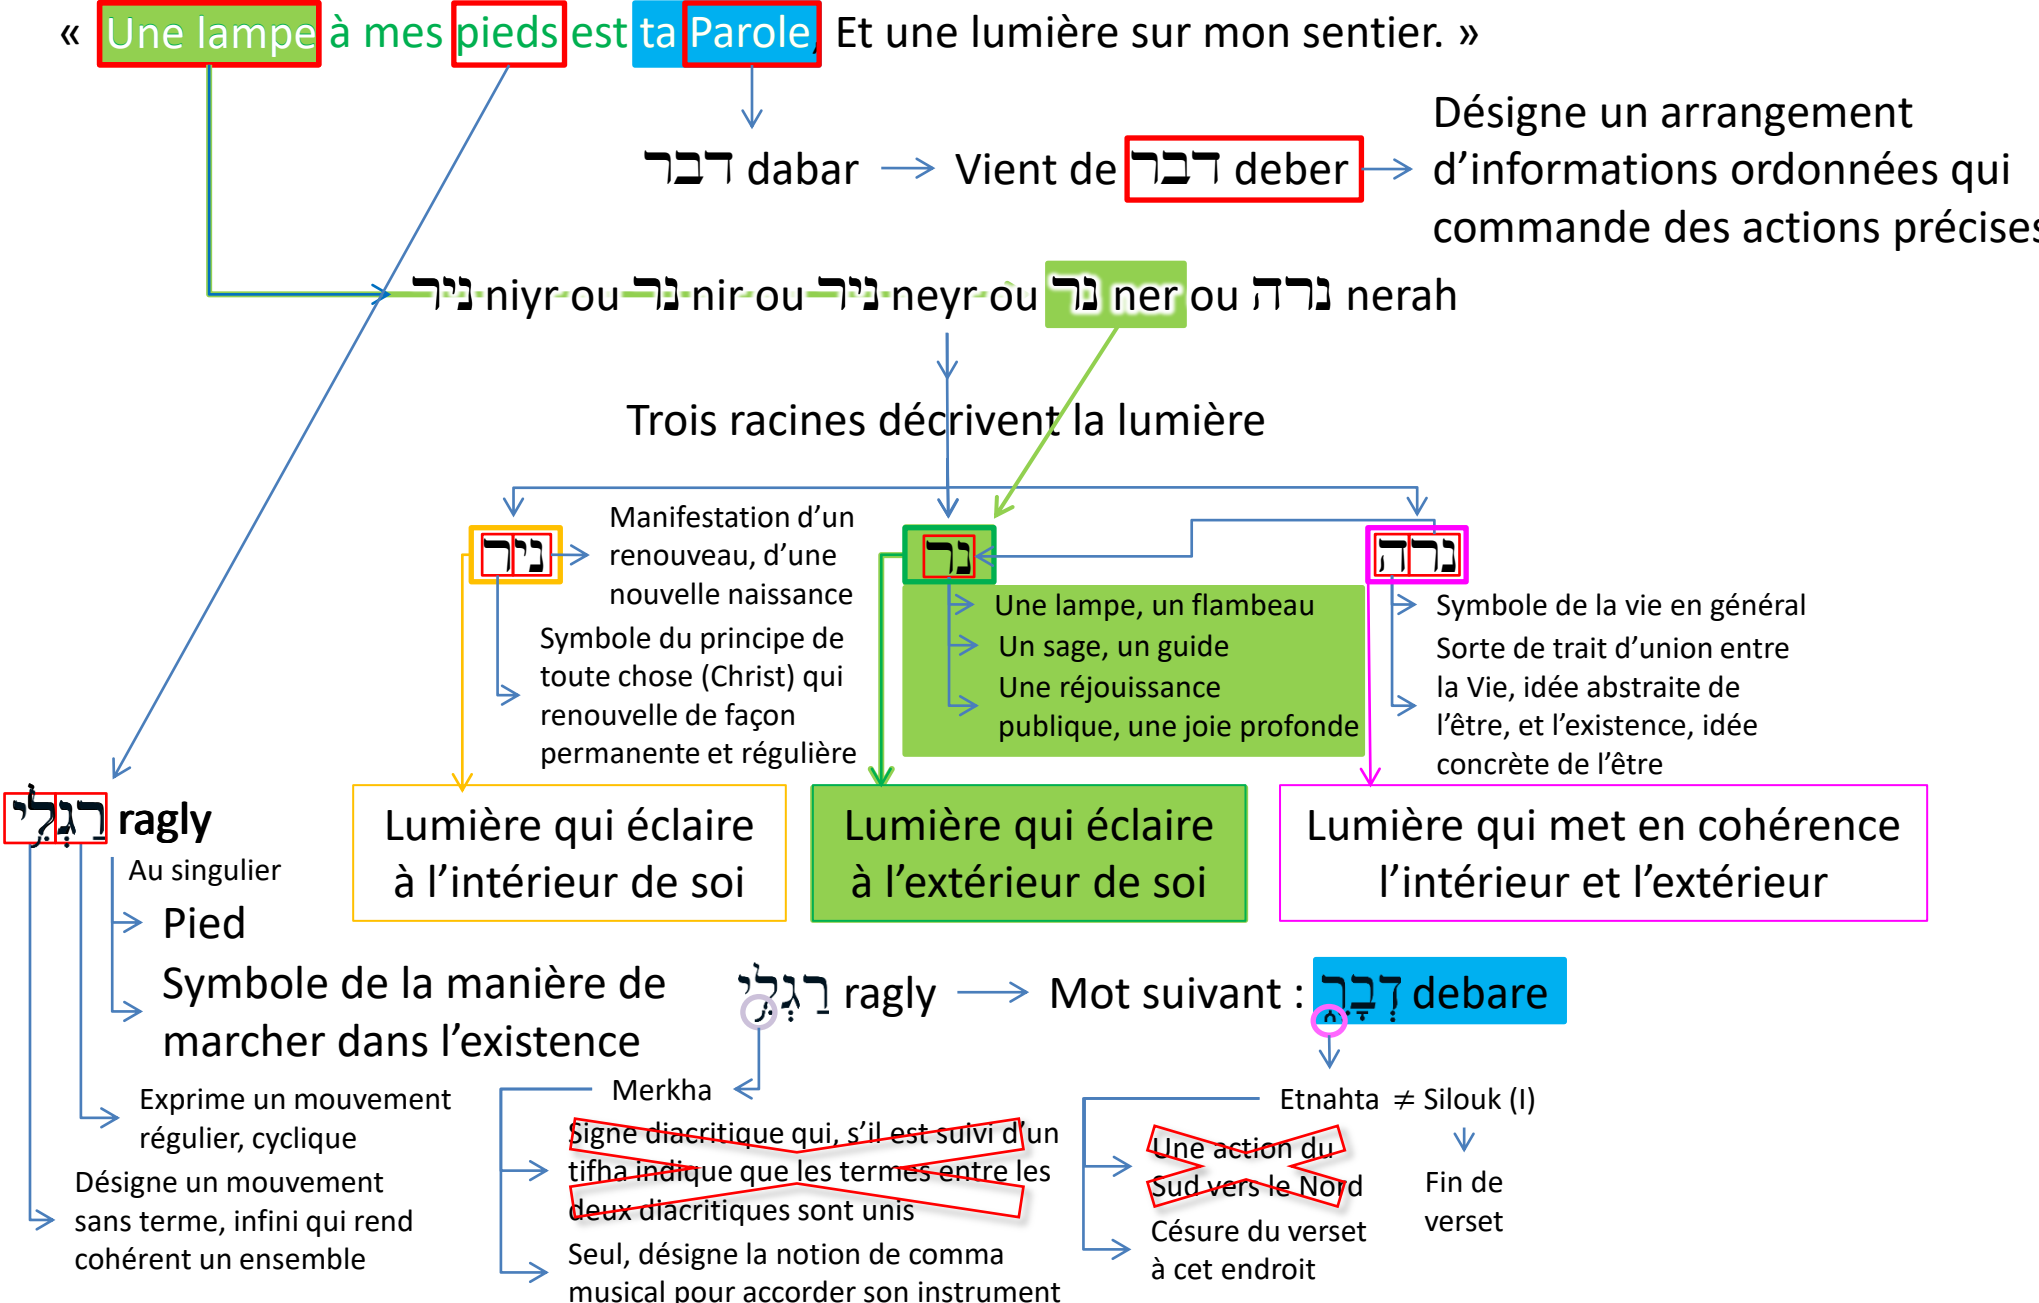 « Une lampe à mes pieds est ta Parole, Et une lumière sur mon sentier. »
Désigne un arrangement
d’informations ordonnées qui
commande des actions précises
דבר dabar
Vient de דבר deber
ניר niyr ou נר nir ou ניר neyr ou נר ner ou נרה nerah
Trois racines décrivent la lumière
ניר
Manifestation d’un
renouveau, d’une
nouvelle naissance
Symbole du principe de
toute chose (Christ) qui
renouvelle de façon
permanente et régulière
נר
Une lampe, un flambeau
Un sage, un guide
Une réjouissance
publique, une joie profonde
נרה
Symbole de la vie en général
Sorte de trait d’union entre
la Vie, idée abstraite de
l’être, et l’existence, idée
concrète de l’être
Lumière qui éclaire
à l’intérieur de soi
Lumière qui éclaire
à l’extérieur de soi
Lumière qui met en cohérence
l’intérieur et l’extérieur
רַגְלִ֥י ragly
Au singulier
Pied
Symbole de la manière de
marcher dans l’existence
Exprime un mouvement
régulier, cyclique
Désigne un mouvement
sans terme, infini qui rend
cohérent un ensemble
רַגְלִ֥י ragly
Mot suivant : דְבָרֶ֑ debare
Merkha
Signe diacritique qui, s’il est suivi d’un
tifha indique que les termes entre les
deux diacritiques sont unis
Seul, désigne la notion de comma
musical pour accorder son instrument
Etnahta ≠ Silouk (I)
Une action du
Sud vers le Nord
Césure du verset
à cet endroit
Fin de
verset